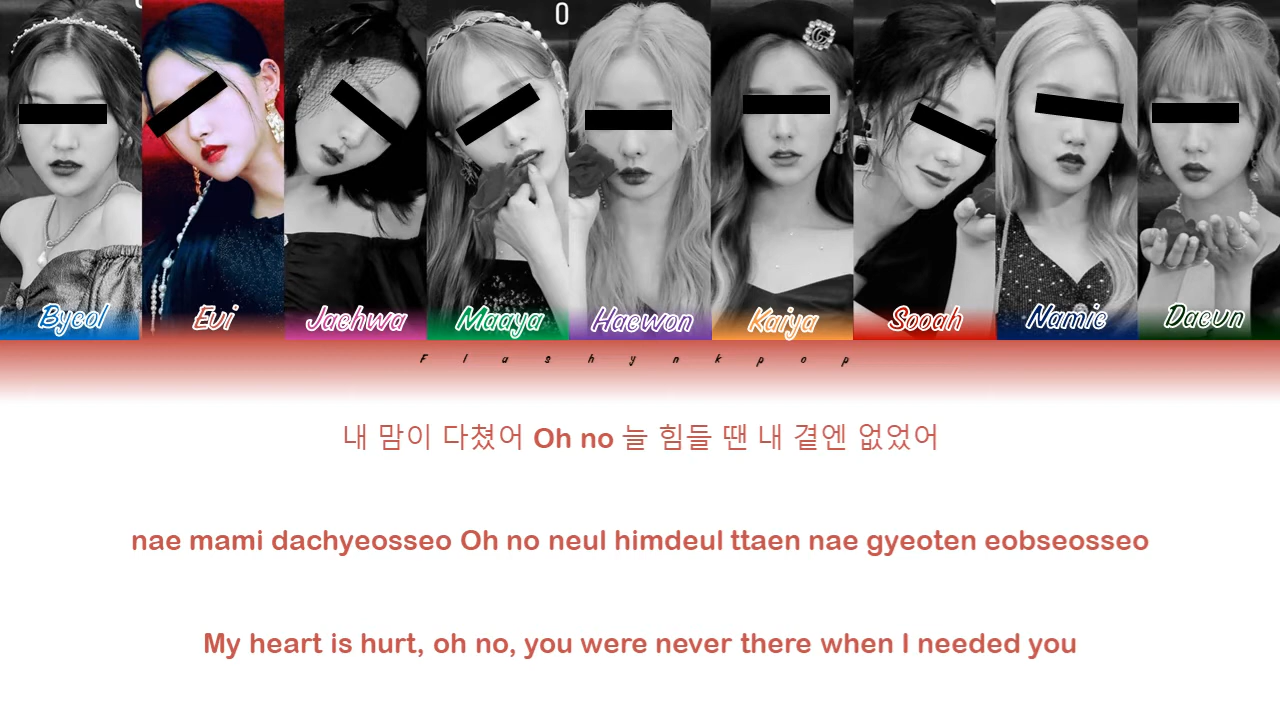 0
Byeol
Evi
Jaehwa
Maaya
Haewon
Kaiya
Sooah
Namie
Daeun
Flashynkpop
내 맘이 다쳤어 Oh no 늘 힘들 땐 내 곁엔 없었어
nae mami dachyeosseo Oh no neul himdeul ttaen nae gyeoten eobseosseo
My heart is hurt, oh no, you were never there when I needed you